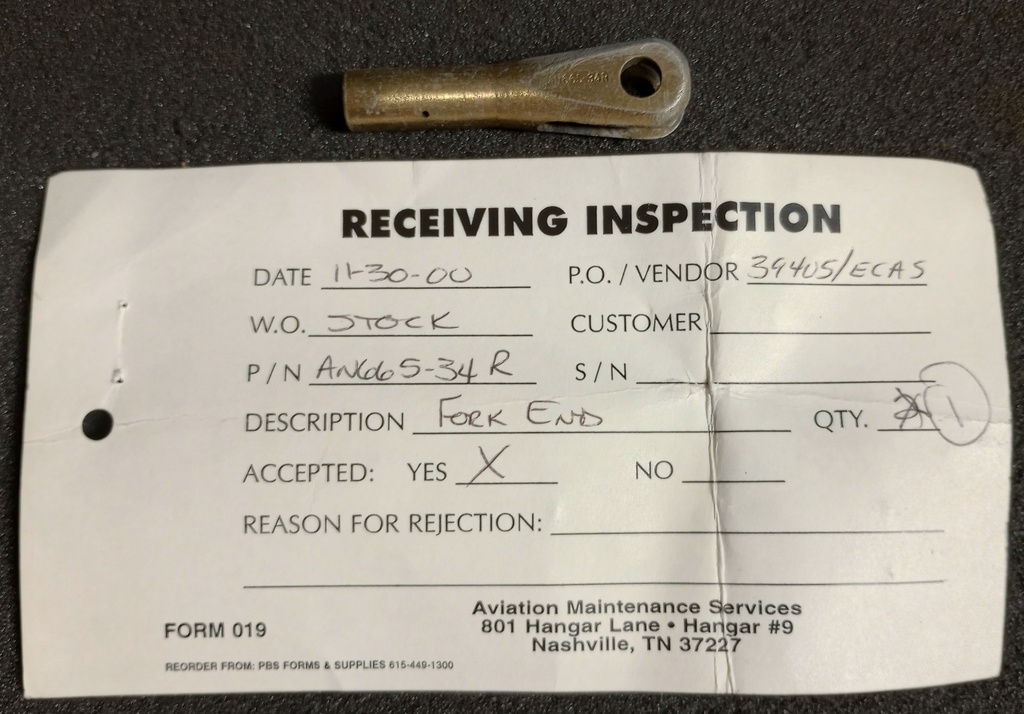 AN665-34R
RECEIVING INSPECTION
DATE 11-30-00 P.O. / VENDOR 39405/ECAS
W.O. STOCK CUSTOMER
P / N AN665-34R S / N
DESCRIPTION FORK END QTY. 1
ACCEPTED: YES X NO
REASON FOR REJECTION:
Aviation Maintenance Services
801 Hangar Lane • Hangar #9
Nashville, TN 37227
FORM 019
REORDER FROM: PBS FORMS & SUPPLIES 615-449-1300